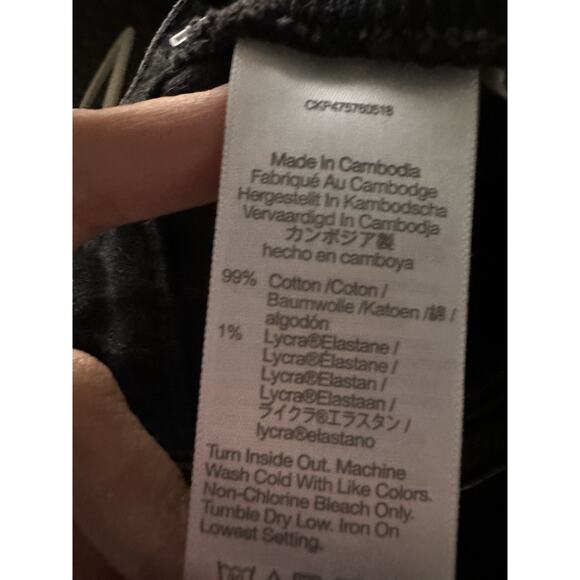 CKP475760518
Made In Cambodia
Fabriqué Au Cambodge
Hergestellt In Kambodscha
Vervaardigd In Cambodja
カンボジア製
hecho en camboya
99% Cotton /Coton /
Baumwolle /Katoen /綿 /
algodón
1% Lycra®Elastane /
Lycra®Élastane /
Lycra®Elastan /
Lycra®Elastaan /
ライクラ®エラスタン /
lycra®elastano
Turn Inside Out. Machine
Wash Cold With Like Colors.
Non-Chlorine Bleach Only.
Tumble Dry Low. Iron On
Lowest Setting.